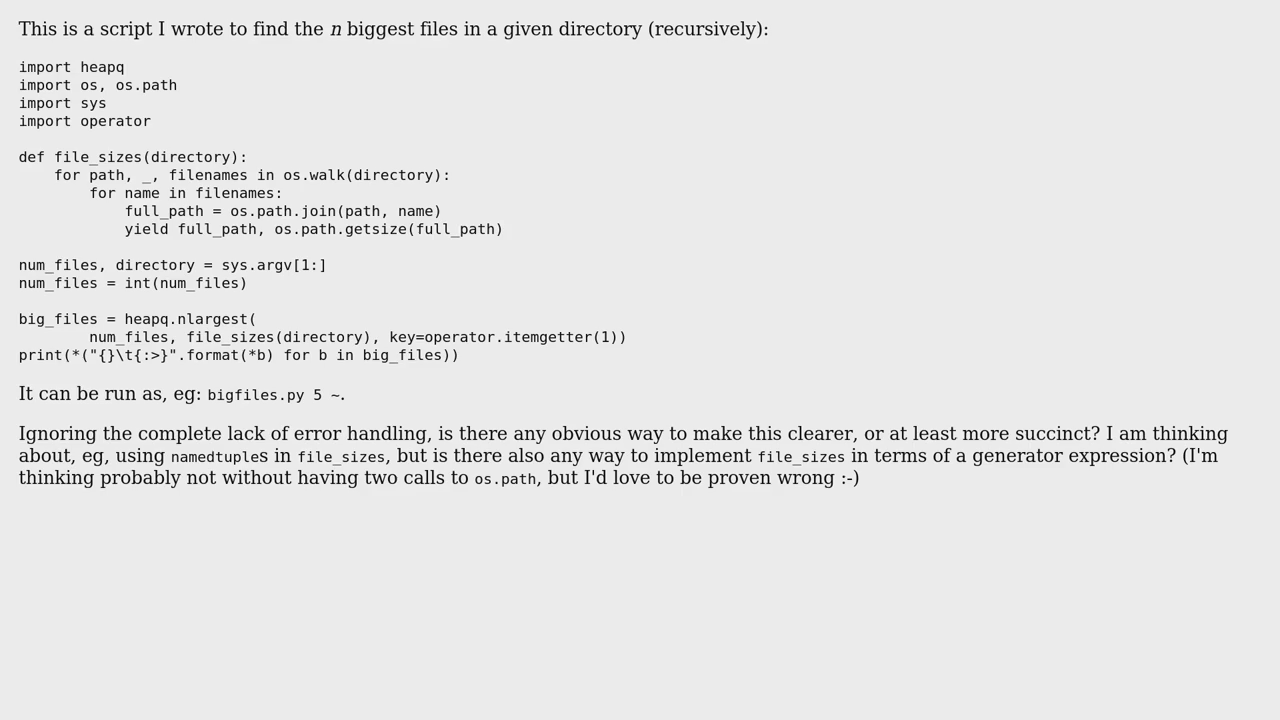 This is a script I wrote to find the n biggest files in a given directory (recursively):
import heapq
import os, os.path
import sys
import operator
def file_sizes(directory):
    for path, _, filenames in os.walk(directory):
        for name in filenames:
            full_path = os.path.join(path, name)
            yield full_path, os.path.getsize(full_path)
num_files, directory = sys.argv[1:]
num_files = int(num_files)
big_files = heapq.nlargest(
        num_files, file_sizes(directory), key=operator.itemgetter(1))
print(*("{}\t{:>}".format(*b) for b in big_files))
It can be run as, eg: bigfiles.py 5 ~.
Ignoring the complete lack of error handling, is there any obvious way to make this clearer, or at least more succinct? I am thinking
about, eg, using namedtuples in file_sizes, but is there also any way to implement file_sizes in terms of a generator expression? (I'm
thinking probably not without having two calls to os.path, but I'd love to be proven wrong :-)